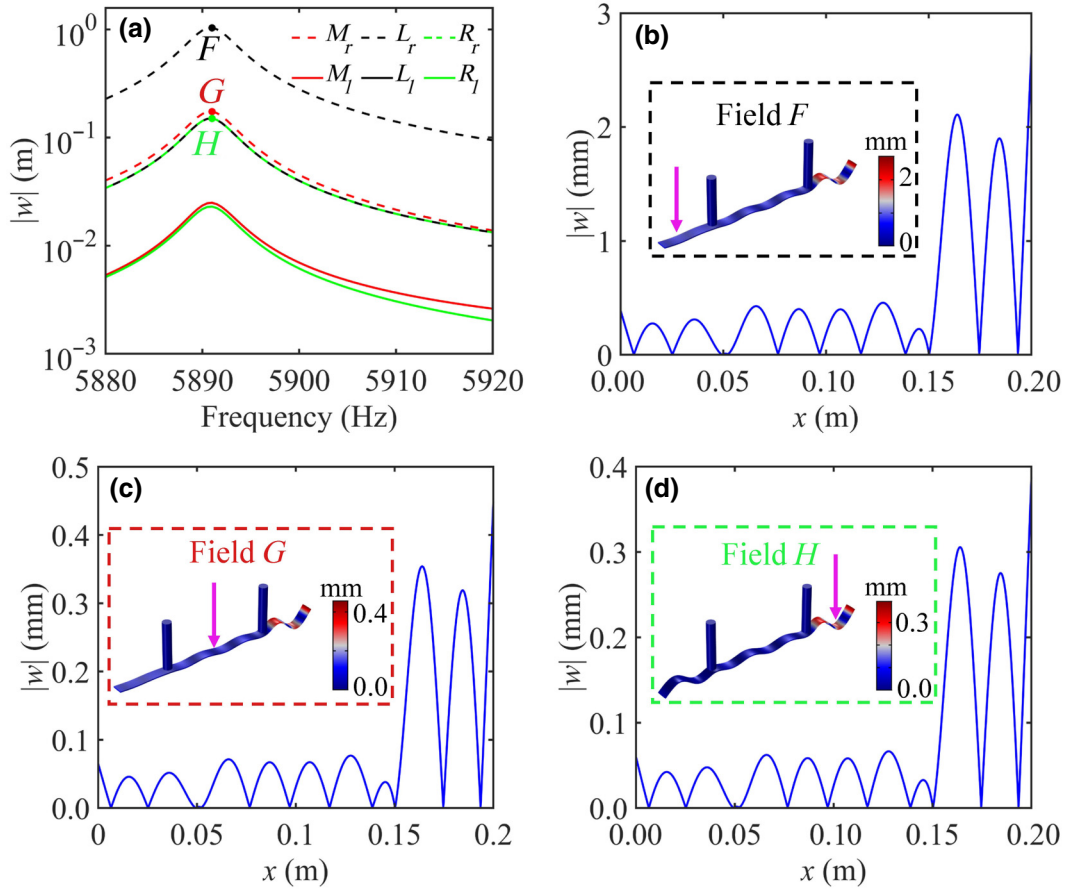 (a)
|w| (m)
10^0
10^-1
10^-2
10^-3
M_r L_r R_r
M_l L_l R_l
F
G
H
5880 5890 5900 5910 5920
Frequency (Hz)
(b)
|w| (mm)
3
2
1
0
Field F
mm
2
0
0.00 0.05 0.10 0.15 0.20
x (m)
(c)
|w| (mm)
0.5
0.4
0.3
0.2
0.1
0.0
Field G
mm
0.4
0.0
0 0.05 0.1 0.15 0.2
x (m)
(d)
|w| (mm)
0.4
0.3
0.2
0.1
0.0
Field H
mm
0.3
0.0
0 0.05 0.1 0.15 0.2
x (m)